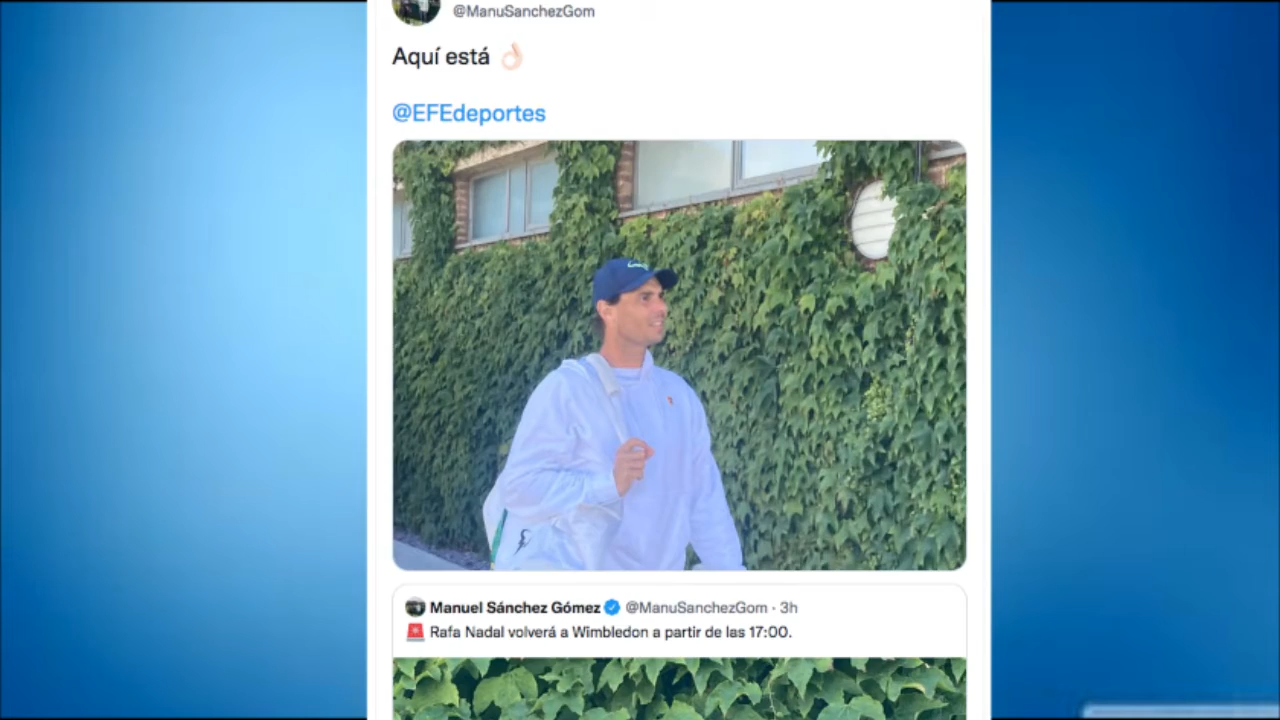 @ManuSanchezGom
Aquí está 👌🏻
@EFEdeportes
Manuel Sánchez Gómez @ManuSanchezGom · 3h
🚨 Rafa Nadal volverá a Wimbledon a partir de las 17:00.